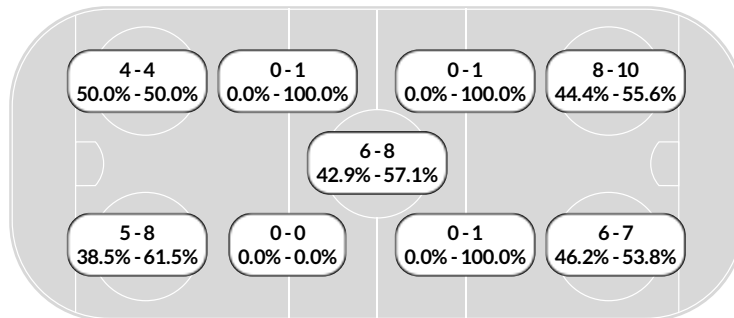 4 - 4
50.0% - 50.0%
0 - 1
0.0% - 100.0%
0 - 1
0.0% - 100.0%
8 - 10
44.4% - 55.6%
6 - 8
42.9% - 57.1%
5 - 8
38.5% - 61.5%
0 - 0
0.0% - 0.0%
0 - 1
0.0% - 100.0%
6 - 7
46.2% - 53.8%